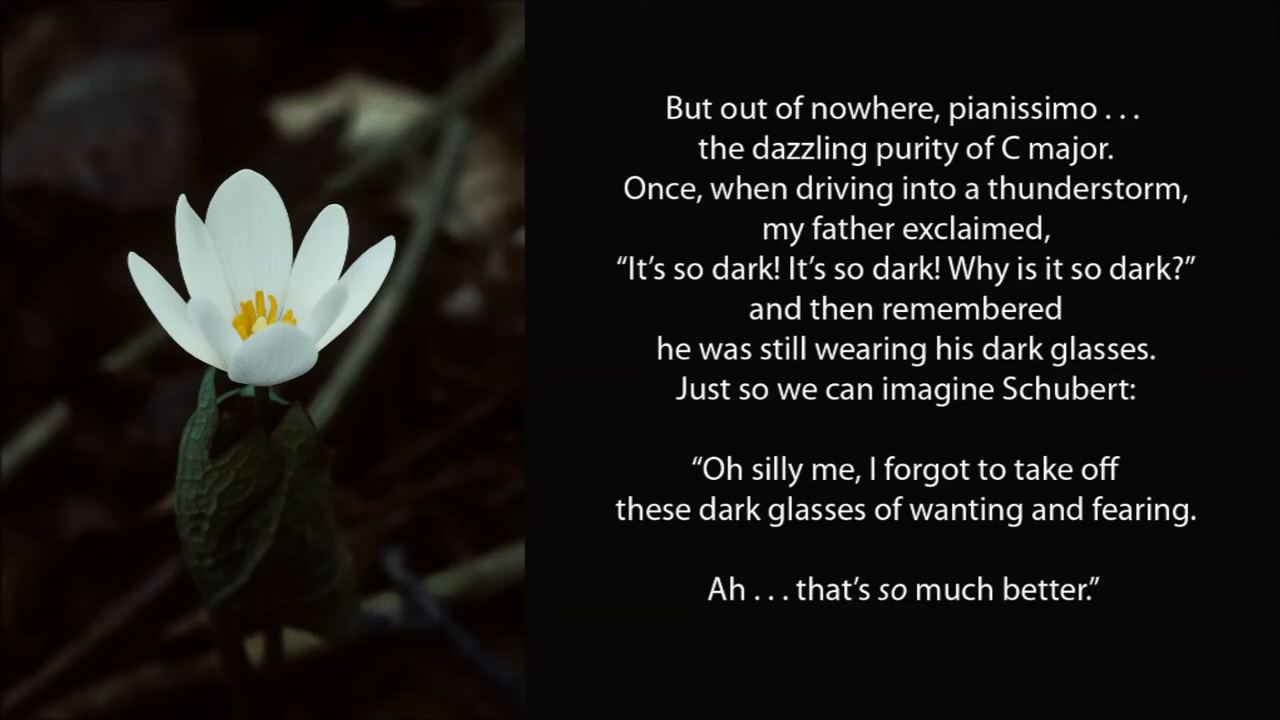 But out of nowhere, pianissimo . . .
the dazzling purity of C major.
Once, when driving into a thunderstorm,
my father exclaimed,
“It’s so dark! It’s so dark! Why is it so dark?”
and then remembered
he was still wearing his dark glasses.
Just so we can imagine Schubert:
“Oh silly me, I forgot to take off
these dark glasses of wanting and fearing.
Ah . . . that’s so much better.”